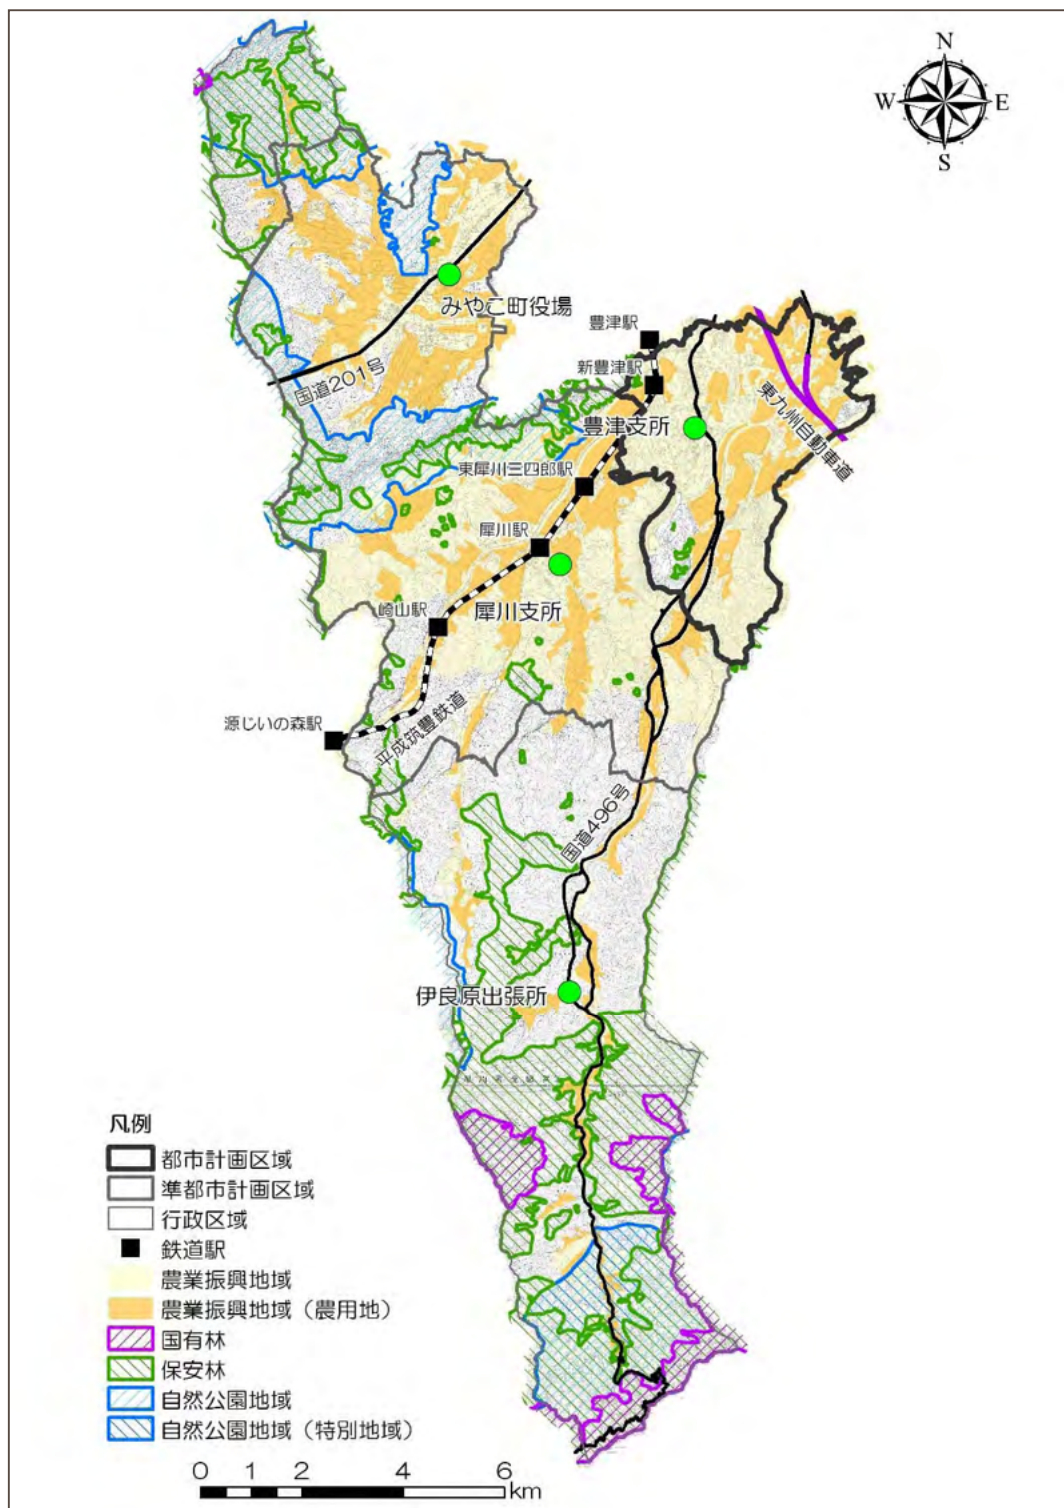 N
W
E
S
みやこ町役場
豊津駅
新豊津駅
国道201号
豊津支所
東九州自動車道
東犀川三四郎駅
犀川駅
崎山駅
犀川支所
源じいの森駅
平成筑豊鉄道
国道496号
伊良原出張所
凡例
都市計画区域
準都市計画区域
行政区域
鉄道駅
農業振興地域
農業振興地域（農用地）
国有林
保安林
自然公園地域
自然公園地域（特別地域）
0 1 2 4 6
km